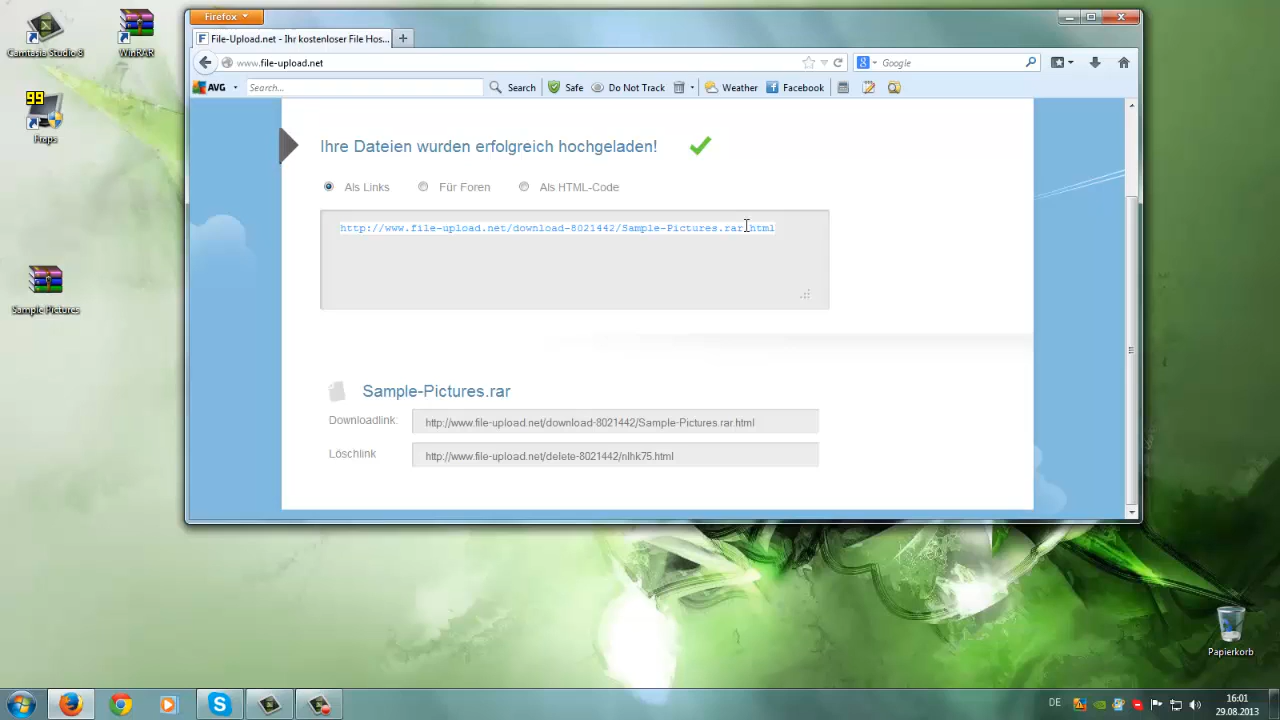 Camtasia Studio 8
WinRAR
99
Fraps
Sample Pictures
Firefox
File-Upload.net - Ihr kostenloser File Hos...
www.file-upload.net
Google
AVG
Search...
Search
Safe
Do Not Track
Weather
Facebook
Ihre Dateien wurden erfolgreich hochgeladen!
Als Links
Für Foren
Als HTML-Code
http://www.file-upload.net/download-8021442/Sample-Pictures.rar.html
Sample-Pictures.rar
Downloadlink:
http://www.file-upload.net/download-8021442/Sample-Pictures.rar.html
Löschlink
http://www.file-upload.net/delete-8021442/nlhk75.html
Papierkorb
DE
16:01
29.08.2013